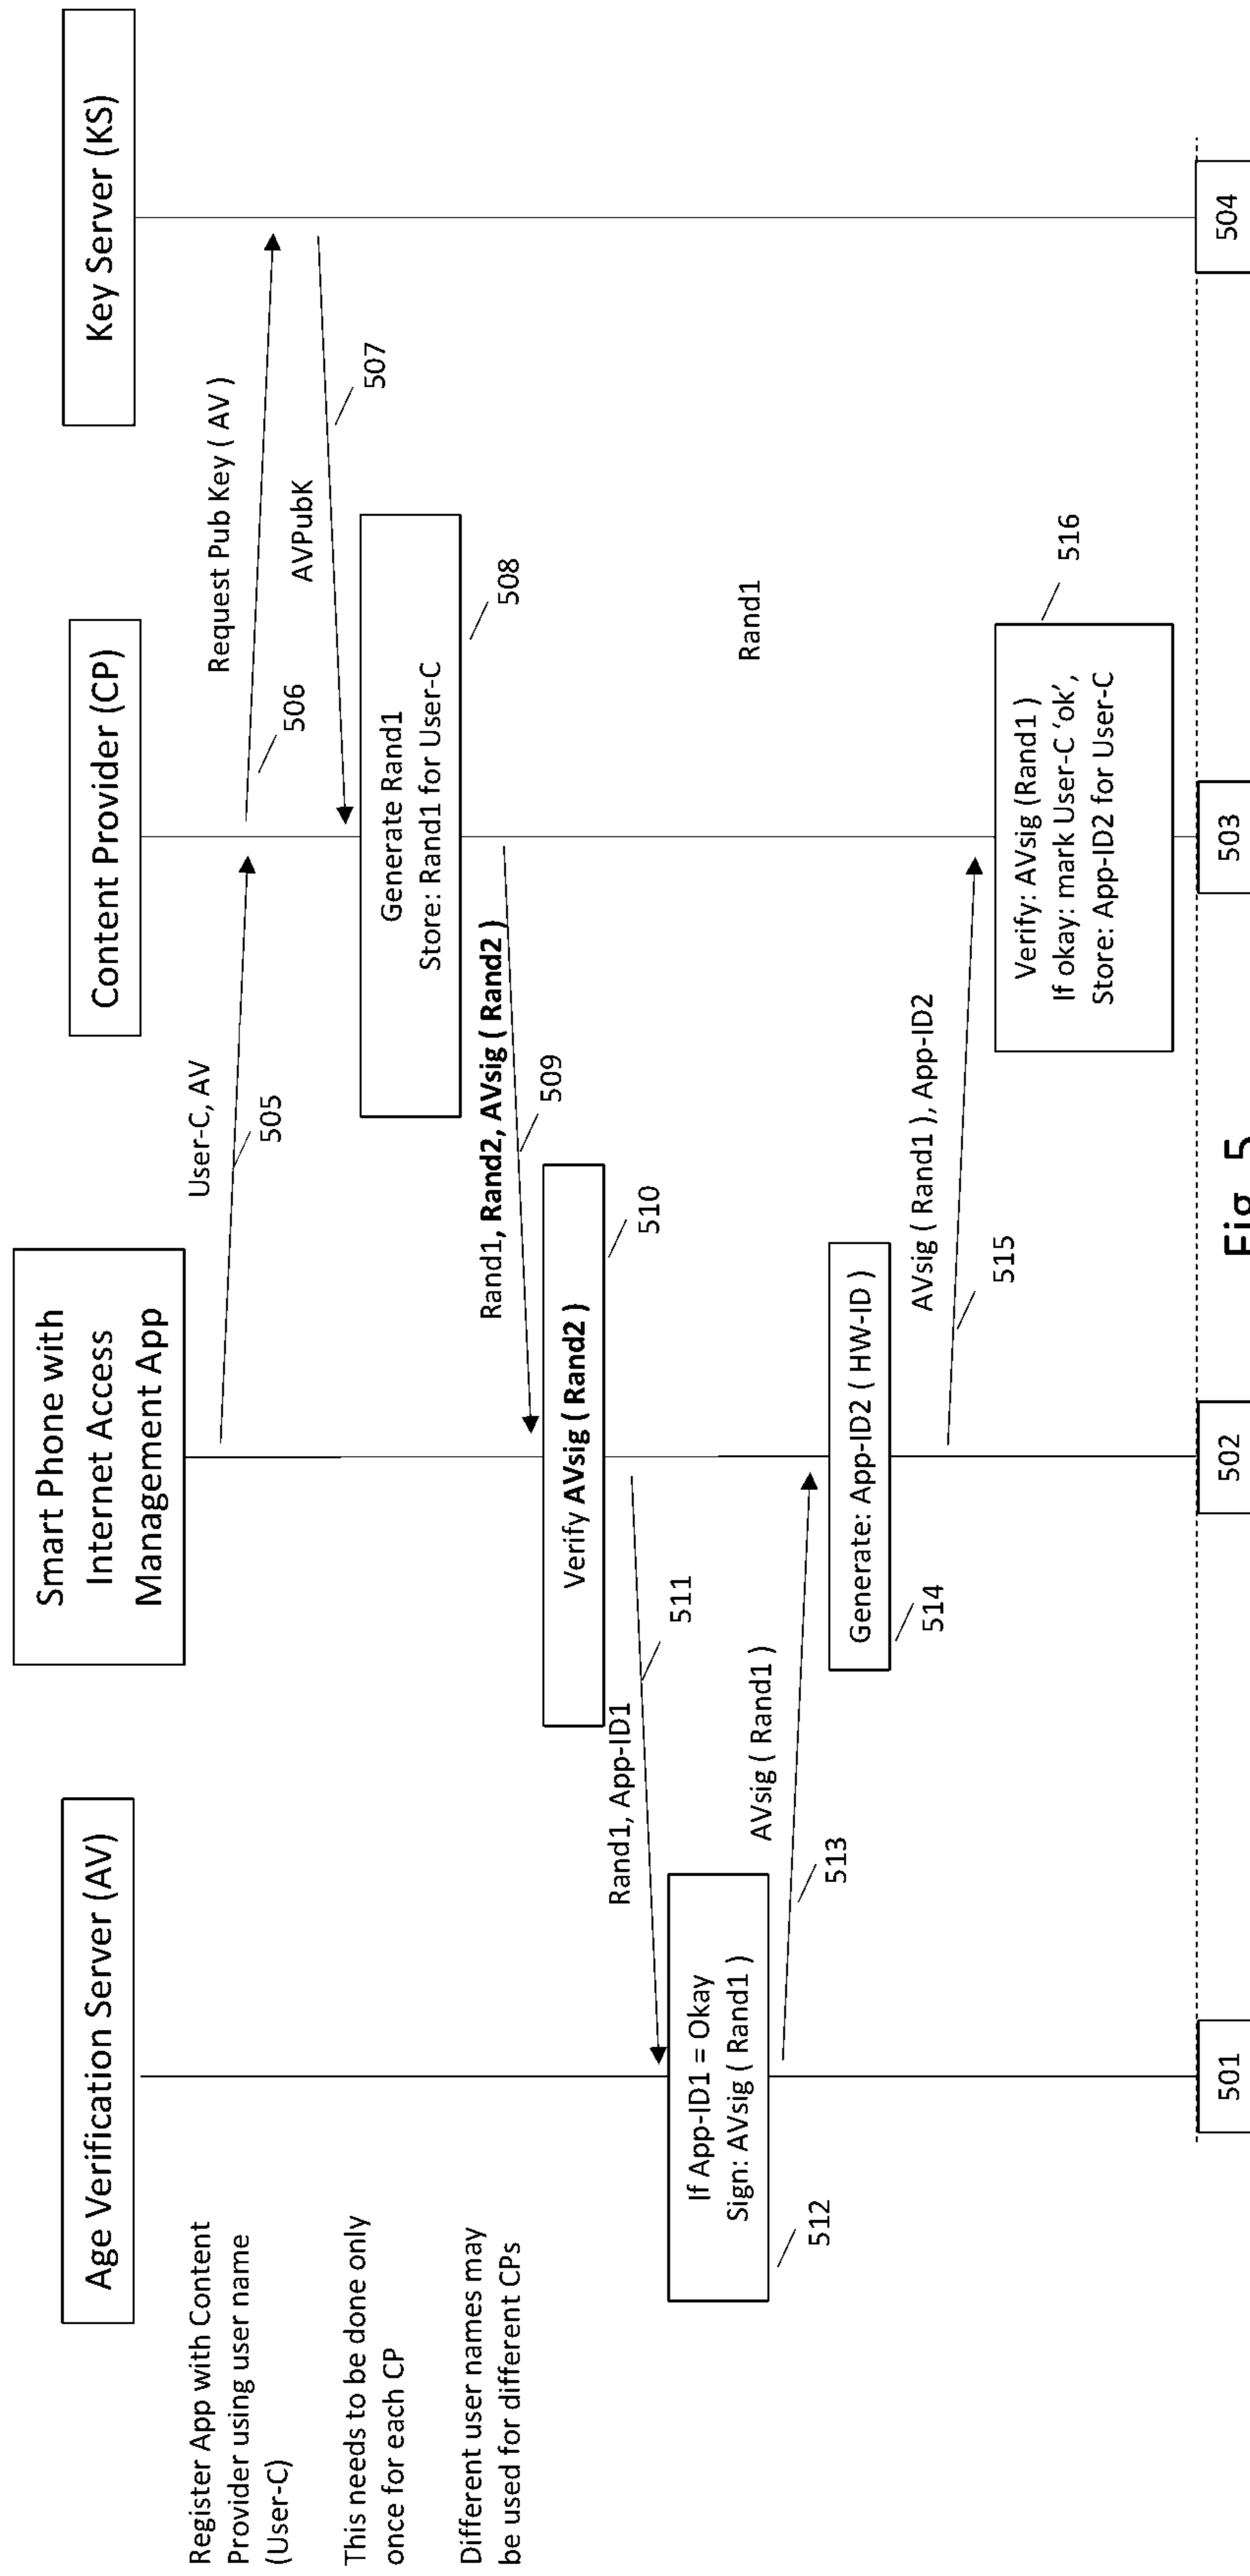 Age Verification Server (AV)
Smart Phone with
Internet Access
Management App
Content Provider (CP)
Key Server (KS)
Register App with Content
Provider using user name
(User-C)
This needs to be done only
once for each CP
Different user names may
be used for different CPs
User-C, AV
505
506
Request Pub Key ( AV )
AVPubK
507
Generate Rand1
Store: Rand1 for User-C
508
Rand1, Rand2, AVsig ( Rand2 )
509
Verify AVsig ( Rand2 )
510
Rand1, App-ID1
511
If App-ID1 = Okay
Sign: AVsig ( Rand1 )
512
Rand1
AVsig ( Rand1 )
513
Generate: App-ID2 ( HW-ID )
514
AVsig ( Rand1 ), App-ID2
515
Verify: AVsig (Rand1 )
If okay: mark User-C 'ok',
Store: App-ID2 for User-C
516
501
502
503
504
Fig. 5